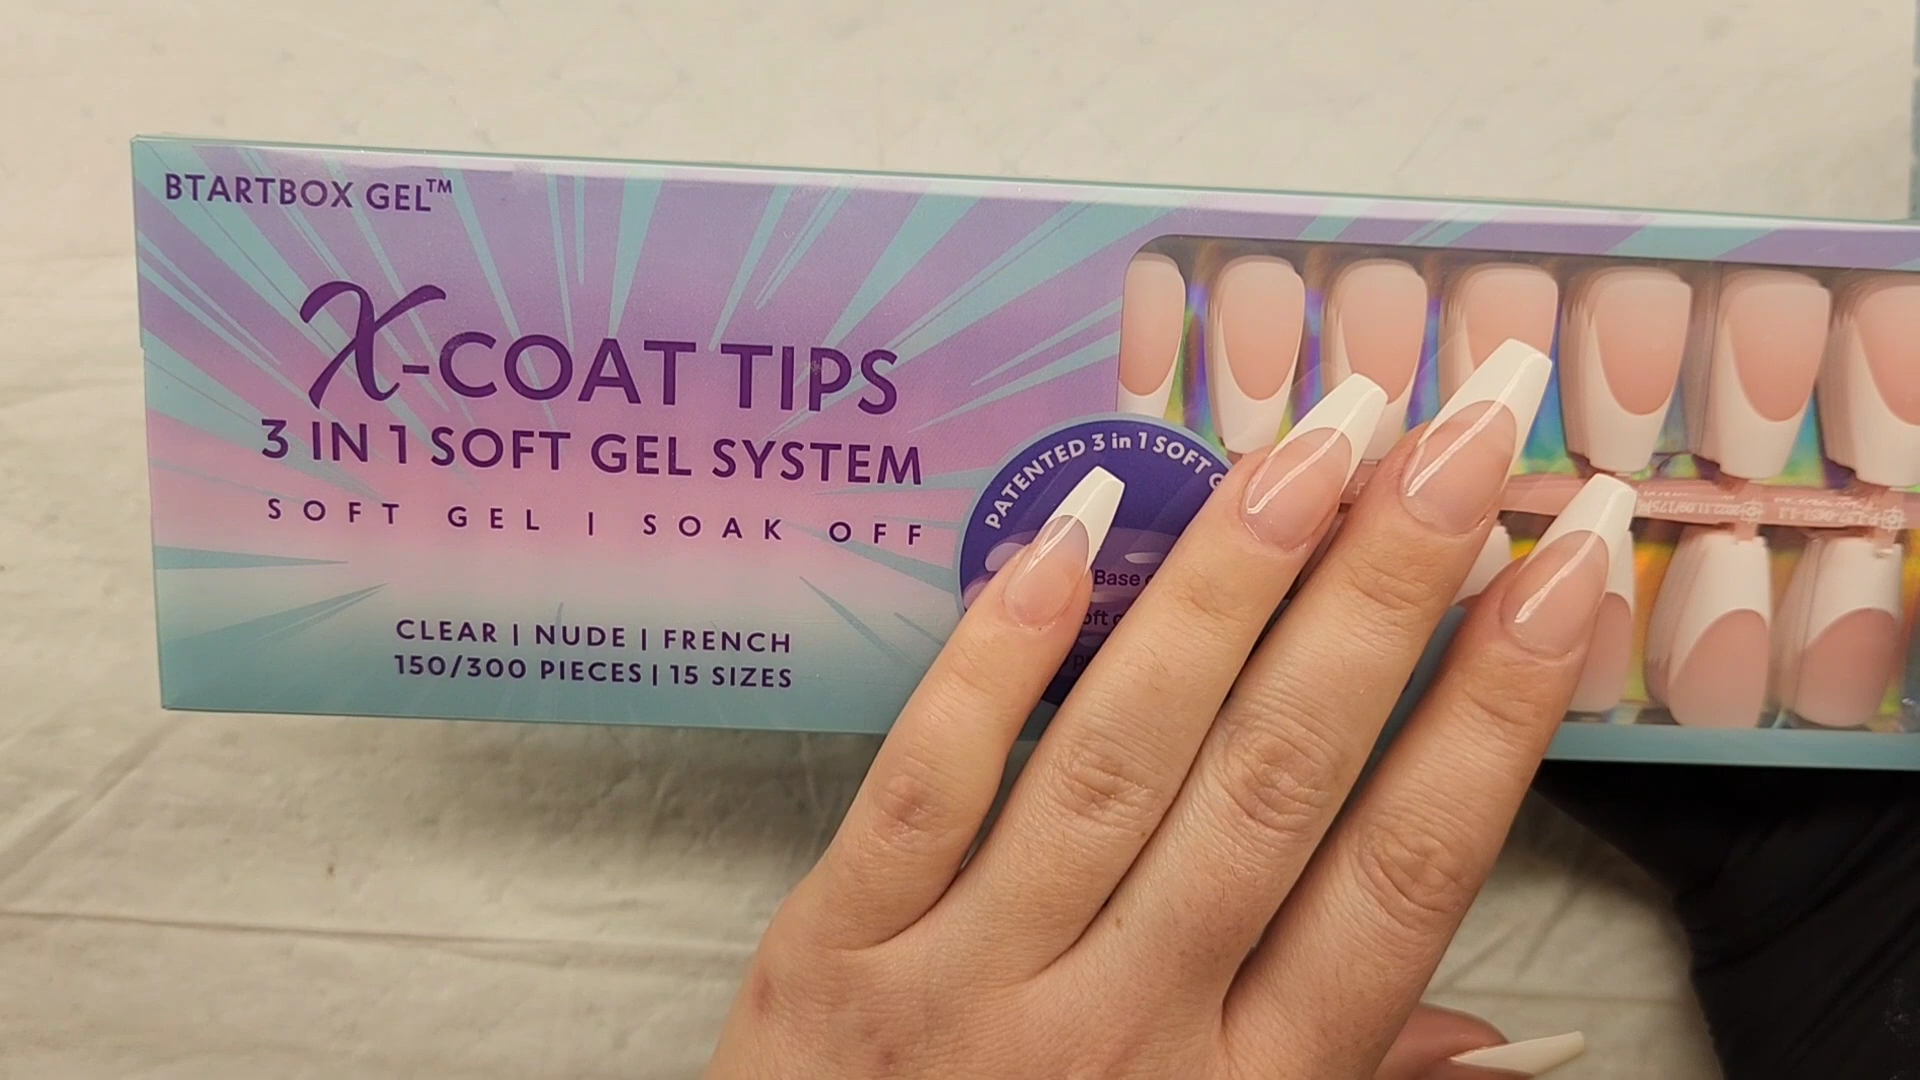 BTARTBOX GEL™
X-COAT TIPS
3 IN 1 SOFT GEL SYSTEM
SOFT GEL | SOAK OFF
CLEAR | NUDE | FRENCH
150/300 PIECES | 15 SIZES
PATENTED 3 in 1 SOFT
Base